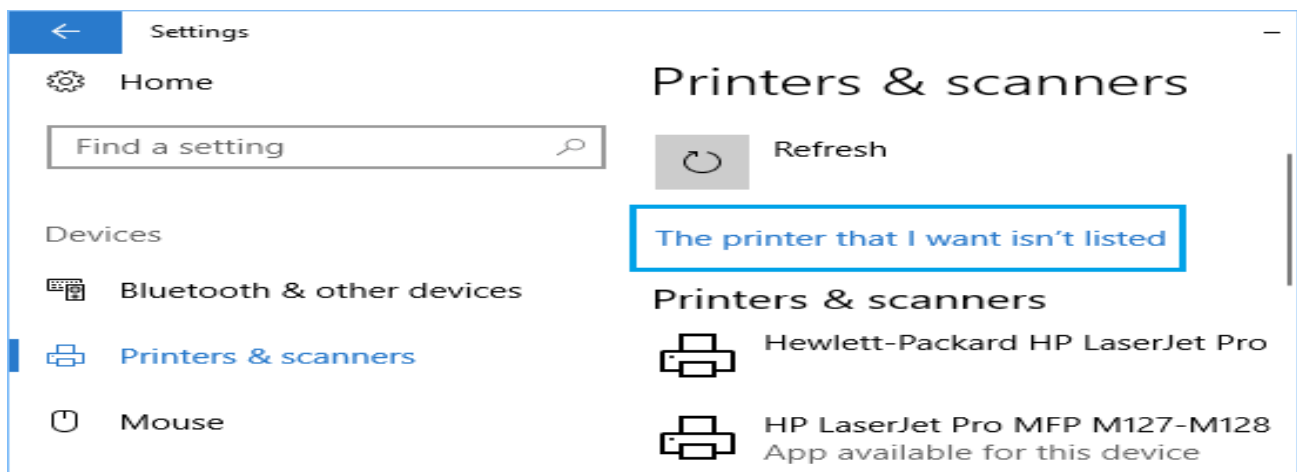 Settings
Home
Find a setting
Devices
Bluetooth & other devices
Printers & scanners
Mouse
Printers & scanners
Refresh
The printer that I want isn't listed
Printers & scanners
Hewlett-Packard HP LaserJet Pro
HP LaserJet Pro MFP M127-M128
App available for this device